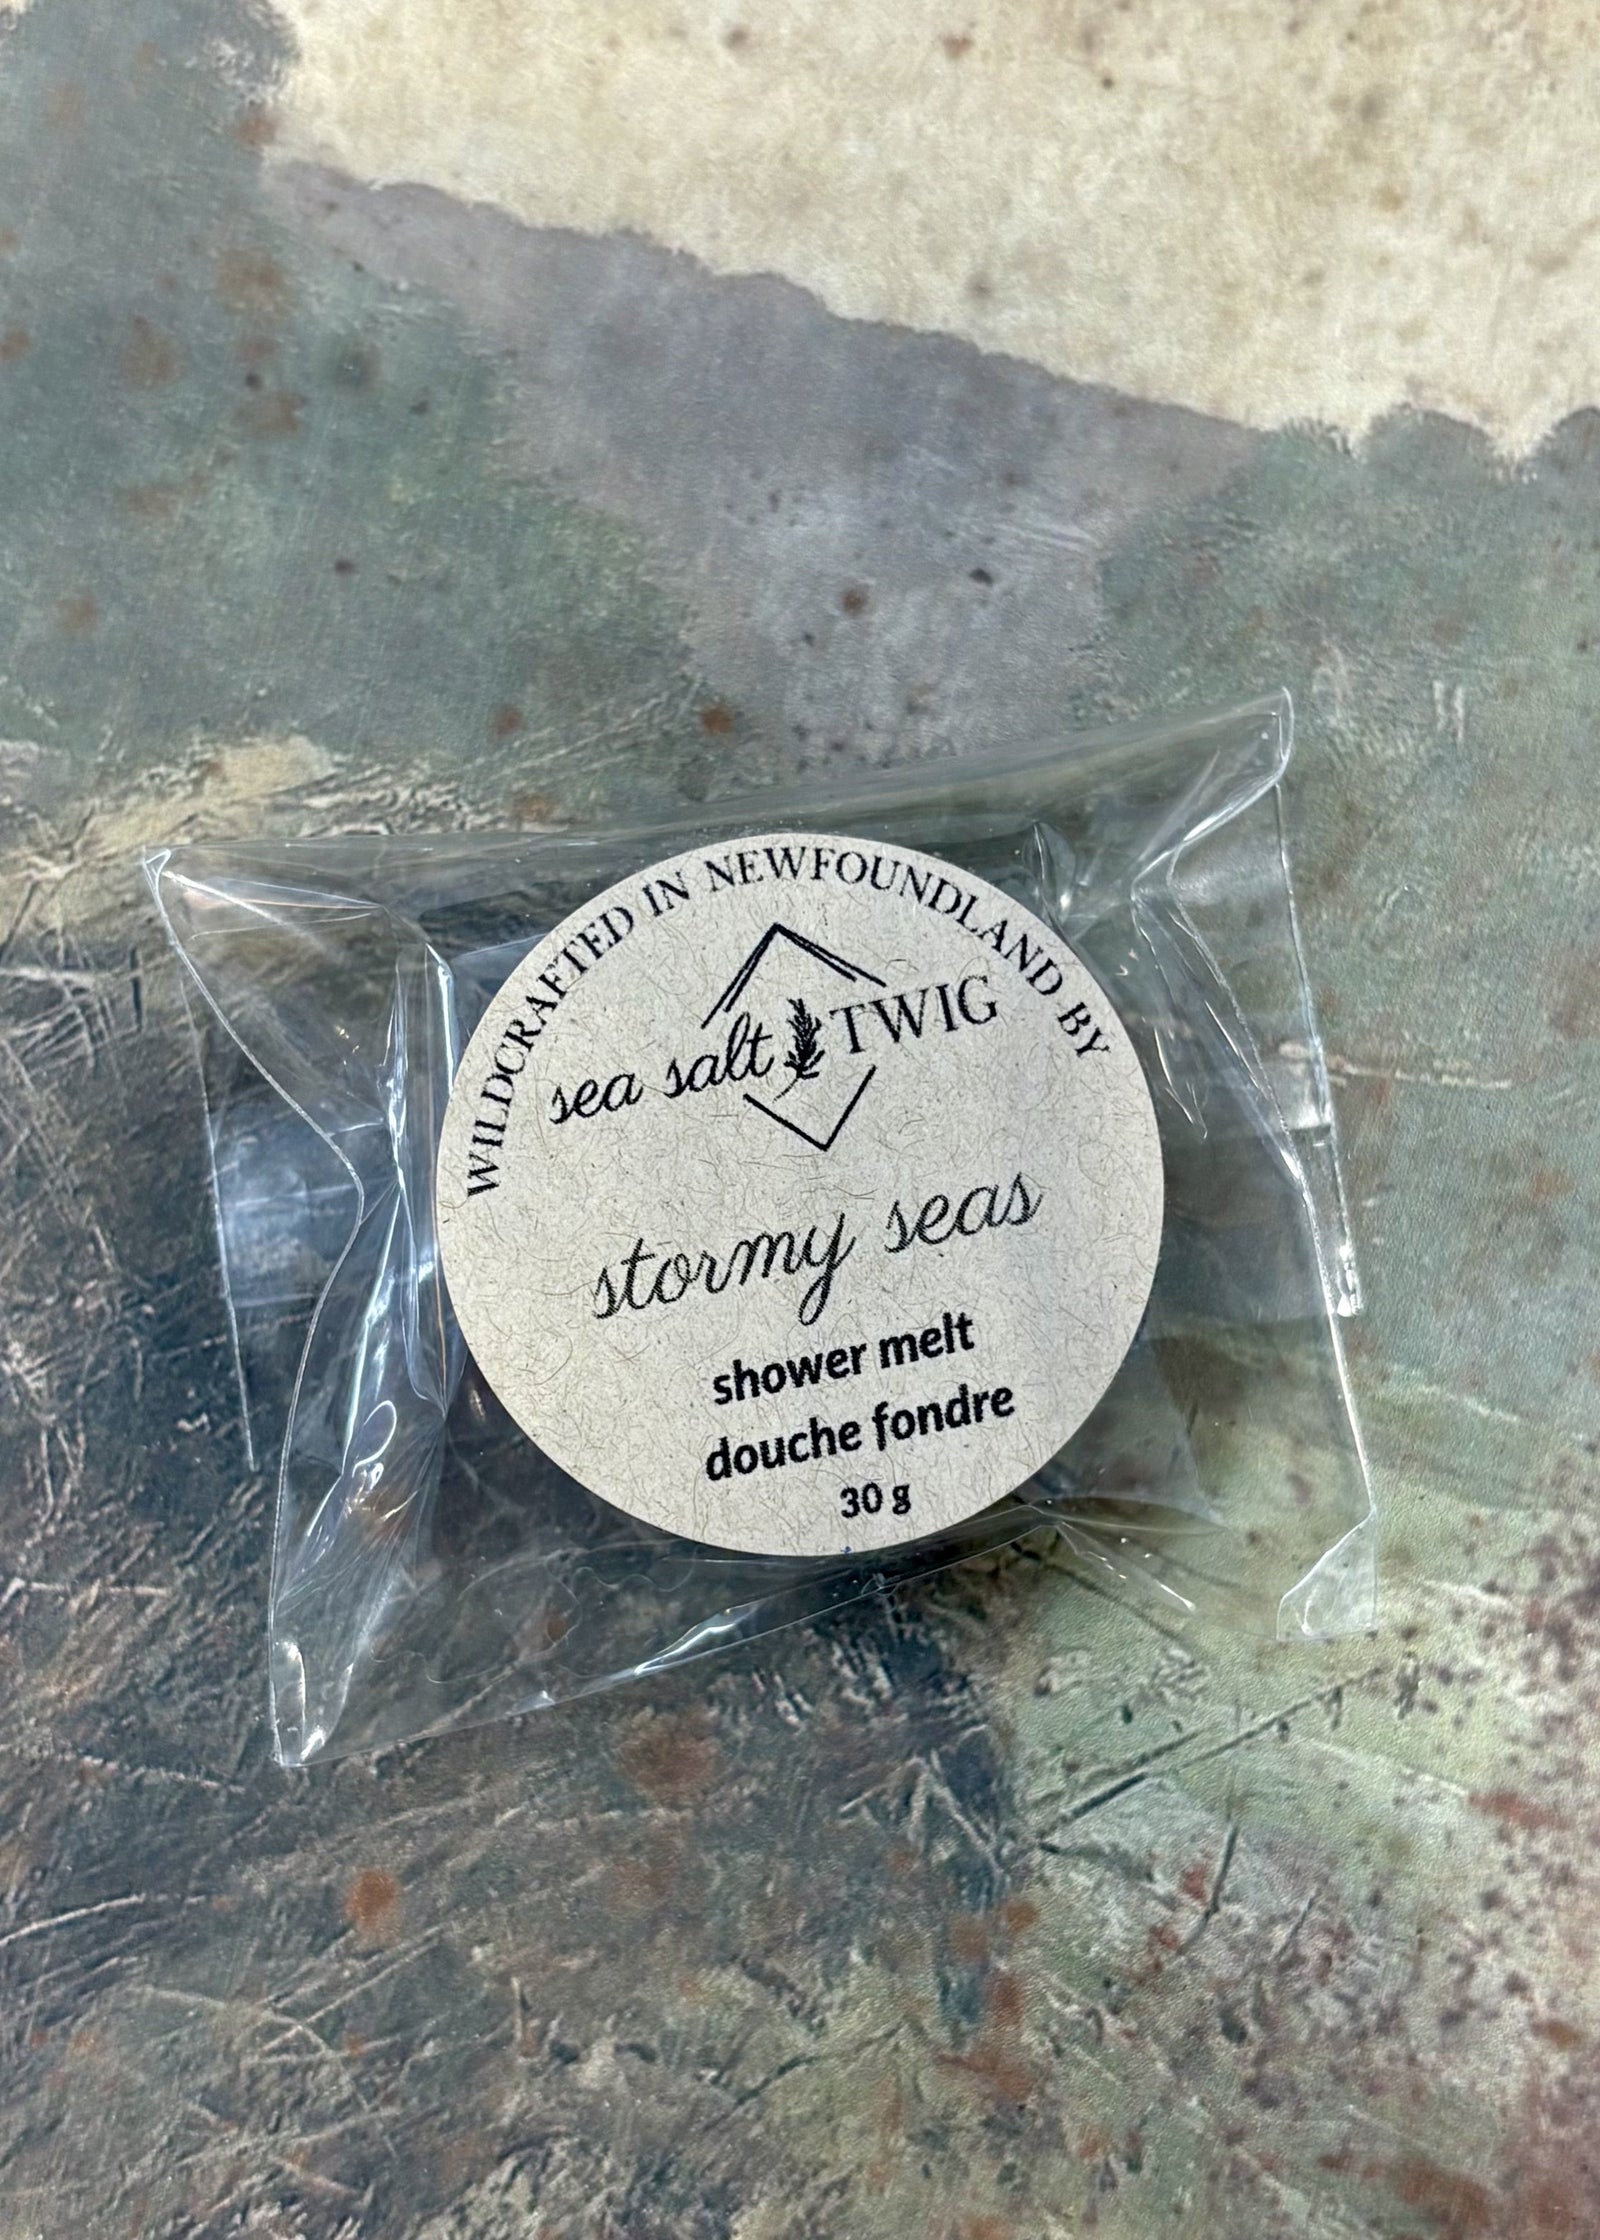 WILDCRAFTED IN NEWFOUNDLAND BY
sea salt TWIG
stormy seas
shower melt
douche fondre
30 g